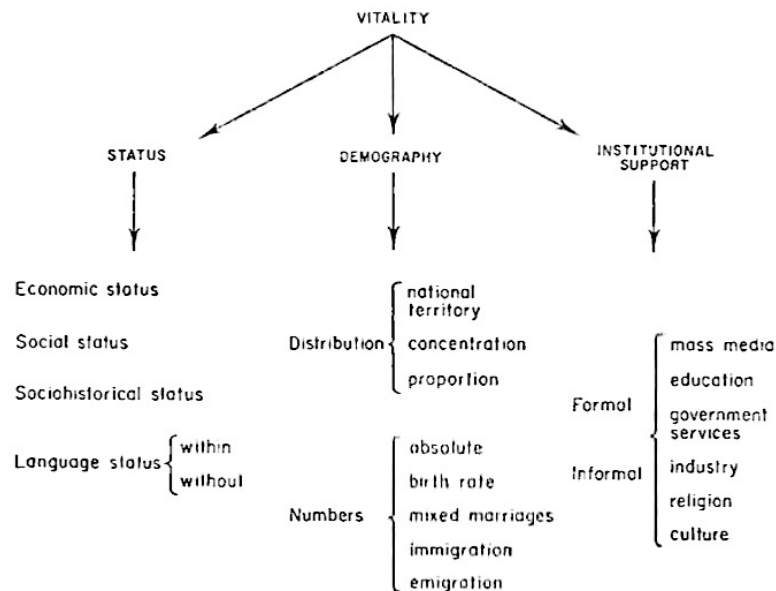 VITALITY
STATUS
DEMOGRAPHY
INSTITUTIONAL
SUPPORT
Economic status
Social status
Sociohistorical status
Language status
within
without
Distribution
national
territory
concentration
proportion
Numbers
absolute
birth rate
mixed marriages
immigration
emigration
Formal
Informal
mass media
education
government
services
industry
religion
culture